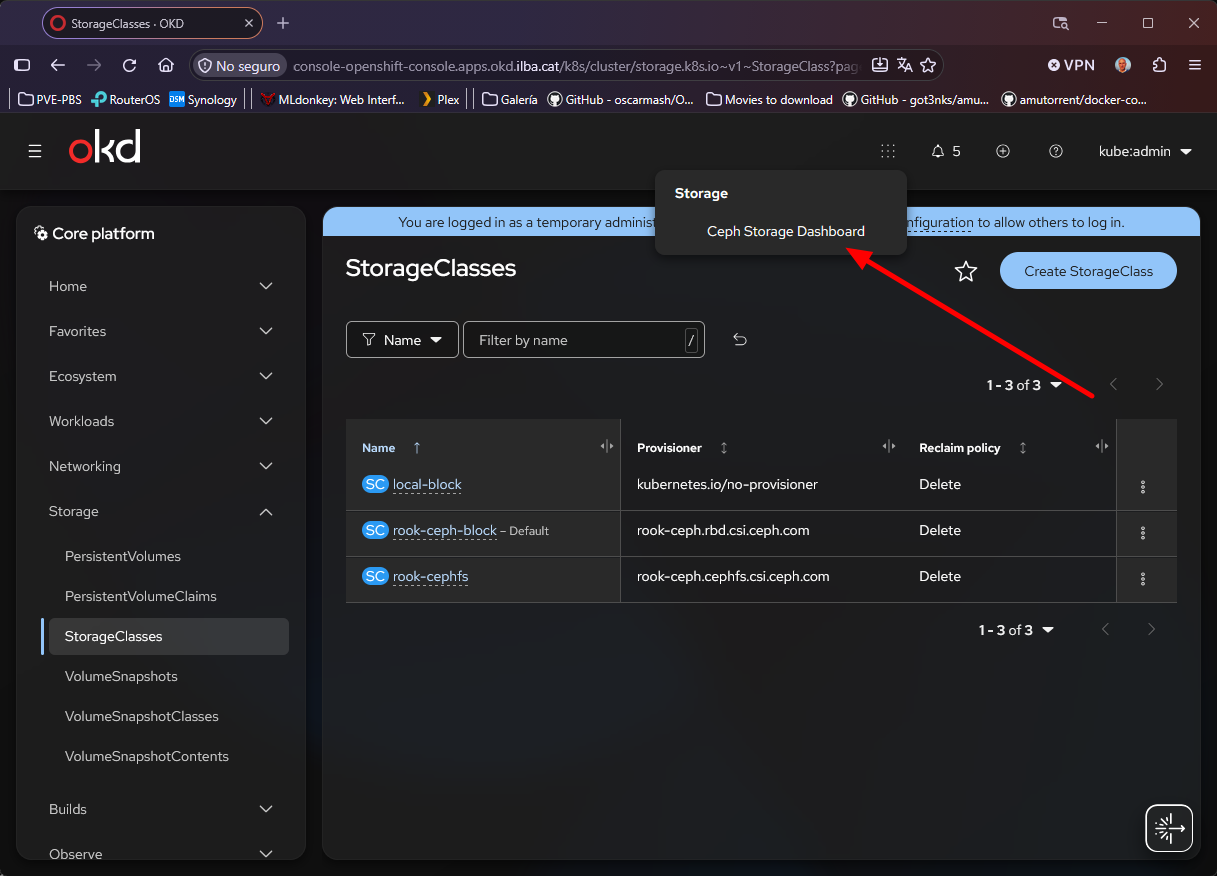 StorageClasses · OKD
No seguro
console-openshift-console.apps.okd.ilba.cat/k8s/cluster/storage.k8s.io~v1~StorageClass?page
VPN
PVE-PBS
RouterOS
DSM Synology
MLdonkey: Web Interf...
Plex
Galería
GitHub - oscarmash/O...
Movies to download
GitHub - got3nks/amu...
amutorrent/docker-co...
okd
5
kube:admin
Storage
Ceph Storage Dashboard
Core platform
Home
Favorites
Ecosystem
Workloads
Networking
Storage
PersistentVolumes
PersistentVolumeClaims
StorageClasses
VolumeSnapshots
VolumeSnapshotClasses
VolumeSnapshotContents
Builds
Observe
You are logged in as a temporary administ
nfiguration to allow others to log in.
StorageClasses
Create StorageClass
Name
Filter by name
/
1 - 3 of 3
Name Provisioner Reclaim policy
SC local-block kubernetes.io/no-provisioner Delete
SC rook-ceph-block – Default rook-ceph.rbd.csi.ceph.com Delete
SC rook-cephfs rook-ceph.cephfs.csi.ceph.com Delete
1 - 3 of 3